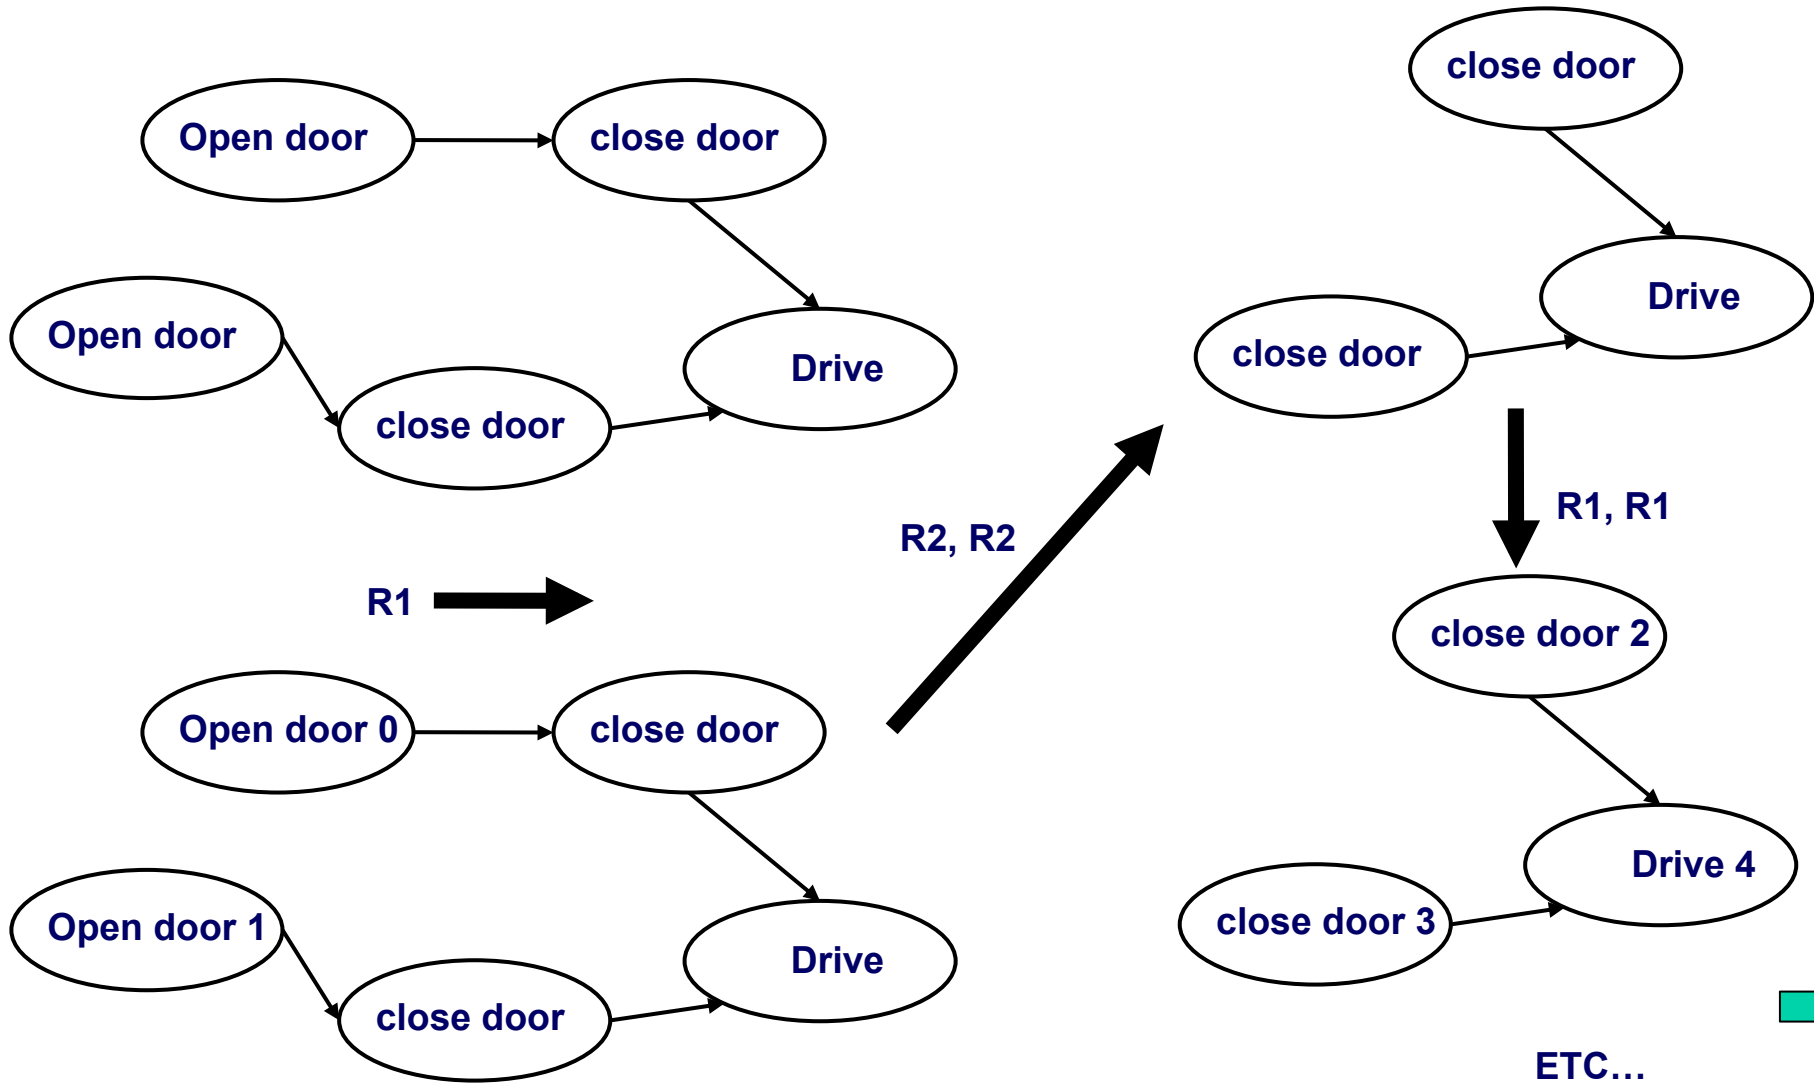 Open door
close door
Open door
close door
Drive
R1
Open door 0
close door
Open door 1
close door
Drive
R2, R2
close door
close door
Drive
R1, R1
close door 2
close door 3
Drive 4
ETC…